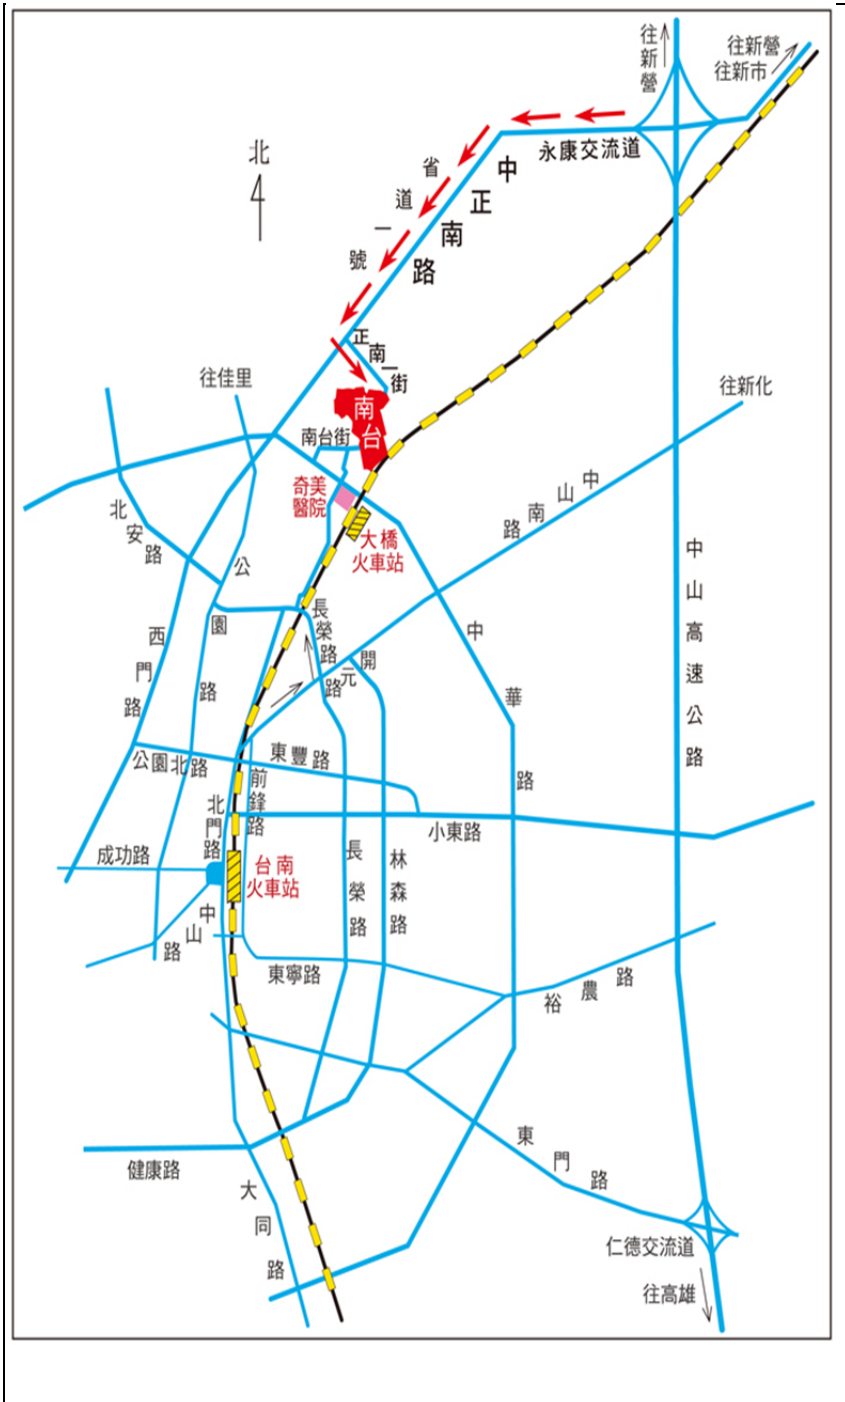 往新營
往新營
往新市
北
永康交流道
中正南路
省道一號
正南一街
往佳里
往新化
南台
南台街
奇美
醫院
大橋
火車站
北安路
公園路
中山南路
中山高速公路
長榮路
開元路
中華路
西門路
公園北路
東豐路
前鋒路
北門路
小東路
成功路
台南
火車站
長榮路
林森路
中山路
東寧路
裕農路
東門路
健康路
大同路
仁德交流道
往高雄